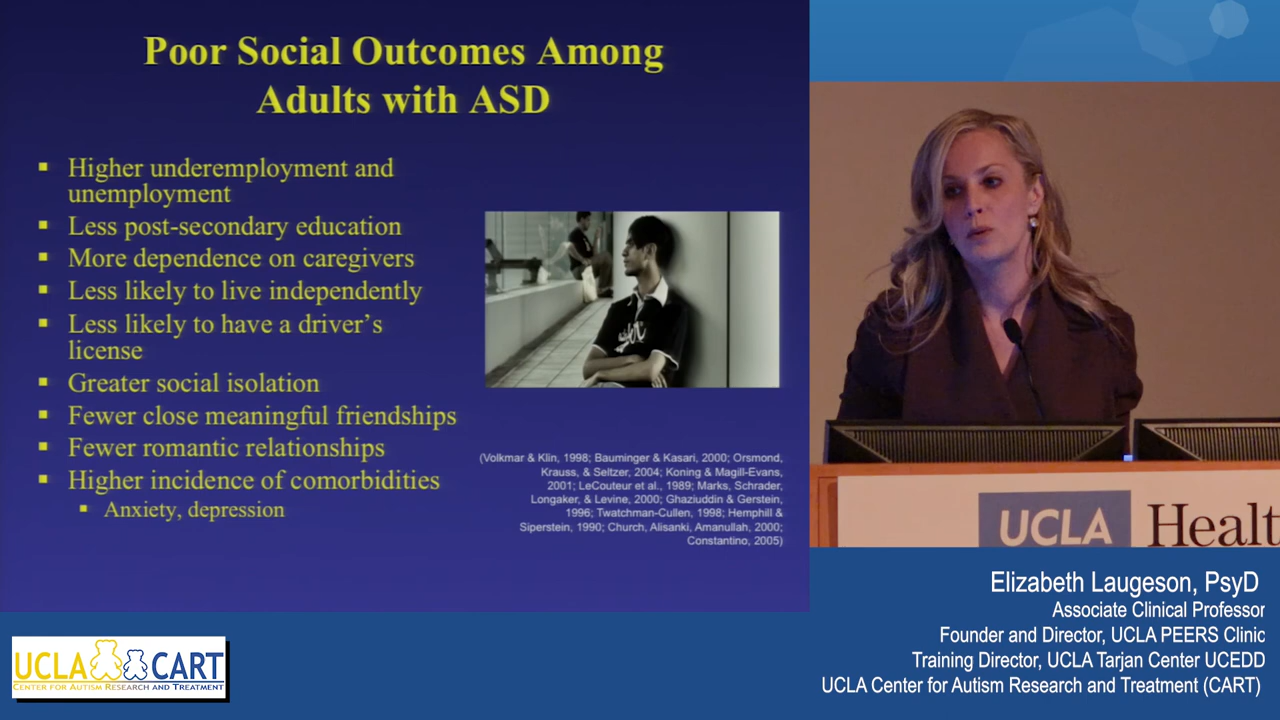 Poor Social Outcomes Among
Adults with ASD
▪ Higher underemployment and
unemployment
▪ Less post-secondary education
▪ More dependence on caregivers
▪ Less likely to live independently
▪ Less likely to have a driver's
license
▪ Greater social isolation
▪ Fewer close meaningful friendships
▪ Fewer romantic relationships
▪ Higher incidence of comorbidities
▪ Anxiety, depression
(Volkmar & Klin, 1998; Bauminger & Kasari, 2000; Orsmond,
Krauss, & Seltzer, 2004; Koning & Magill-Evans,
2001; LeCouteur et al., 1989; Marks, Schrader,
Longaker, & Levine, 2000; Ghaziuddin & Gerstein,
1996; Twatchman-Cullen, 1998; Hemphill &
Siperstein, 1990; Church, Alisanki, Amanullah, 2000;
Constantino, 2005)
UCLA Healt
Elizabeth Laugeson, PsyD
Associate Clinical Professor
Founder and Director, UCLA PEERS Clinic
Training Director, UCLA Tarjan Center UCEDD
UCLA Center for Autism Research and Treatment (CART)
UCLA CART
CENTER FOR AUTISM RESEARCH AND TREATMENT